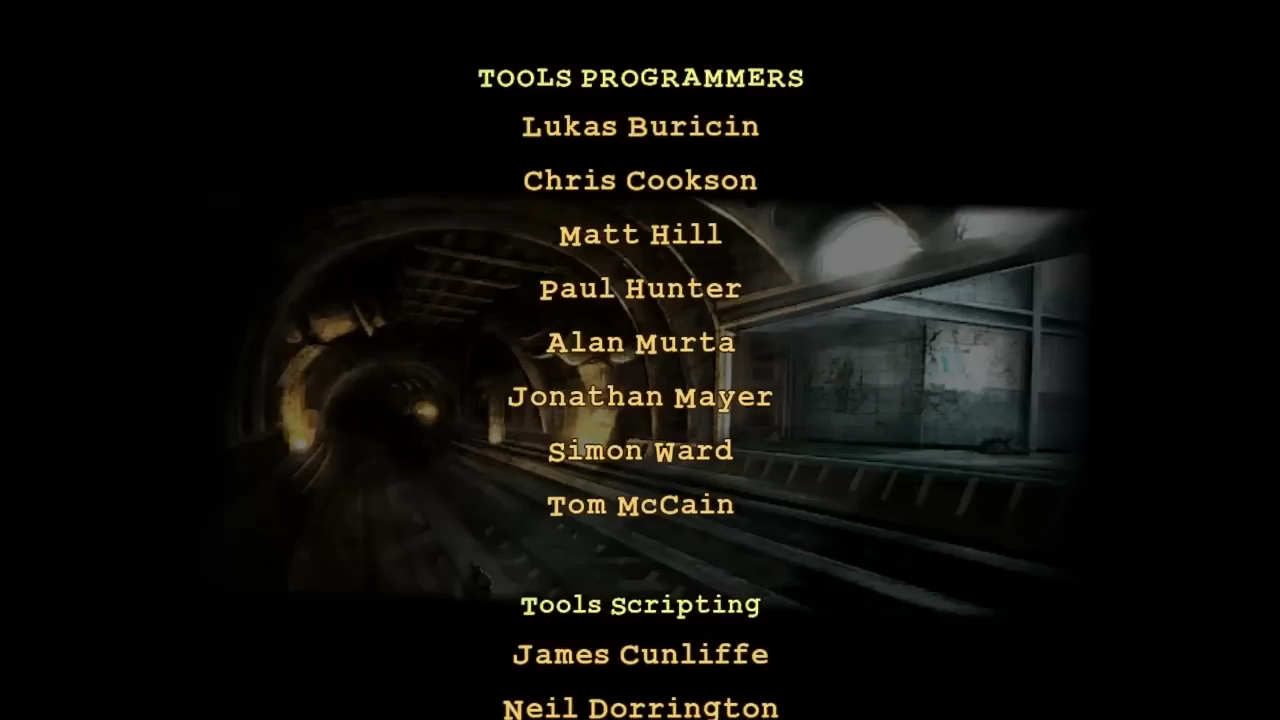 TOOLS PROGRAMMERS
Lukas Buricin
Chris Cookson
Matt Hill
Paul Hunter
Alan Murta
Jonathan Mayer
Simon Ward
Tom McCain
Tools Scripting
James Cunliffe
Neil Dorrington